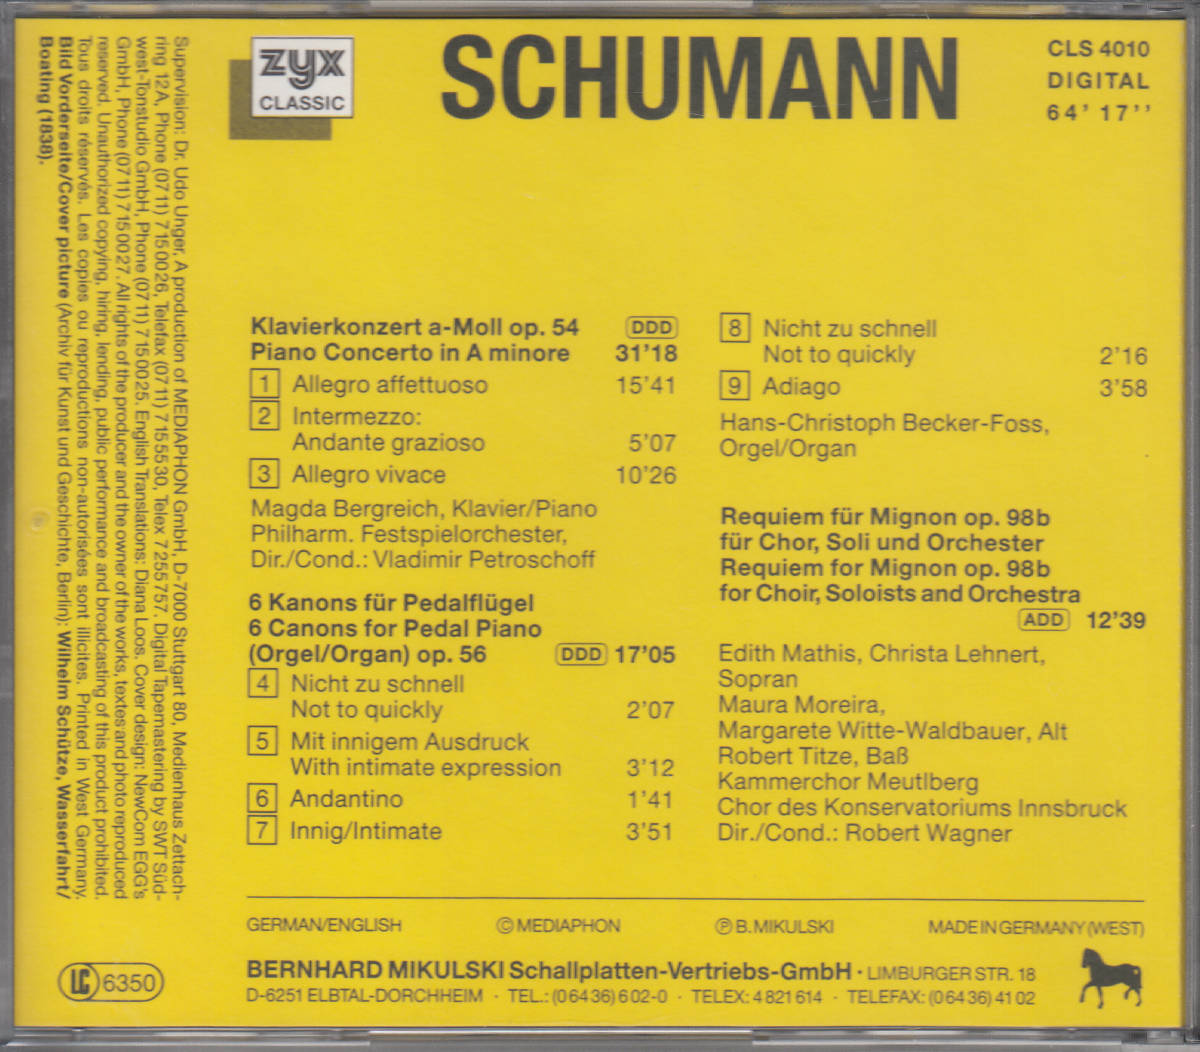 zyx
CLASSIC
SCHUMANN
CLS 4010
DIGITAL
64' 17''
Klavierkonzert a-Moll op. 54 DDD
Piano Concerto in A minore 31'18
1 Allegro affettuoso 15'41
2 Intermezzo:
Andante grazioso 5'07
3 Allegro vivace 10'26
Magda Bergreich, Klavier/Piano
Philharm. Festspielorchester,
Dir./Cond.: Vladimir Petroschoff
6 Kanons für Pedalflügel
6 Canons for Pedal Piano
(Orgel/Organ) op. 56 DDD 17'05
4 Nicht zu schnell
Not to quickly 2'07
5 Mit innigem Ausdruck
With intimate expression 3'12
6 Andantino 1'41
7 Innig/Intimate 3'51
8 Nicht zu schnell
Not to quickly 2'16
9 Adiago 3'58
Hans-Christoph Becker-Foss,
Orgel/Organ
Requiem für Mignon op. 98b
für Chor, Soli und Orchester
Requiem for Mignon op. 98b
for Choir, Soloists and Orchestra
ADD 12'39
Edith Mathis, Christa Lehnert,
Sopran
Maura Moreira,
Margarete Witte-Waldbauer, Alt
Robert Titze, Baß
Kammerchor Meutlberg
Chor des Konservatoriums Innsbruck
Dir./Cond.: Robert Wagner
GERMAN/ENGLISH ©MEDIAPHON ℗B. MIKULSKI MADE IN GERMANY (WEST)
LC 6350
BERNHARD MIKULSKI Schallplatten-Vertriebs-GmbH · LIMBURGER STR. 18
D-6251 ELBTAL-DORCHHEIM · TEL.: (06436) 602-0 · TELEX: 4821614 · TELEFAX: (06436) 4102
Supervision: Dr. Udo Unger, A production of MEDIAPHON GmbH, D-7000 Stuttgart 80, Medienhaus Zettach-
ring 12A, Phone (0711) 7150026, Telefax (0711) 7155530, Telex 7255757. Digital Tapemastering by SWT Süd-
west-Tonstudio GmbH, Phone (0711) 7150025. English Translations: Diana Loos. Cover design: NewCom EGG's
GmbH, Phone (0711) 7150027. All rights of the producer and the owner of the works, textes and photo reproduced
reserved. Unauthorized copying, hiring, lending, public performance and broadcasting of this product prohibited.
Tous droits réservés. Les copies ou reproductions non-autorisées sont illicites. Printed in West Germany.
Bild Vorderseite/Cover picture (Archiv für Kunst und Geschichte, Berlin): Wilhelm Schütze, Wasserfahrt/
Boating (1838).